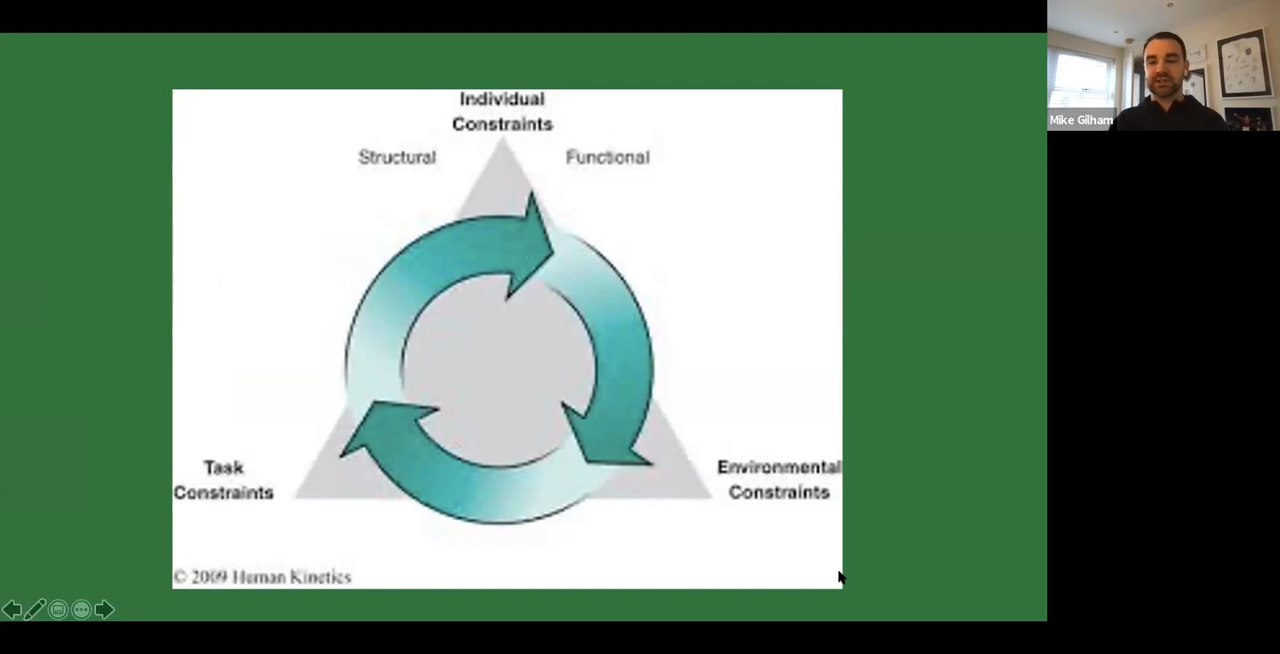 Individual
Constraints
Structural
Functional
Task
Constraints
Environmental
Constraints
© 2009 Human Kinetics
Mike Gilham